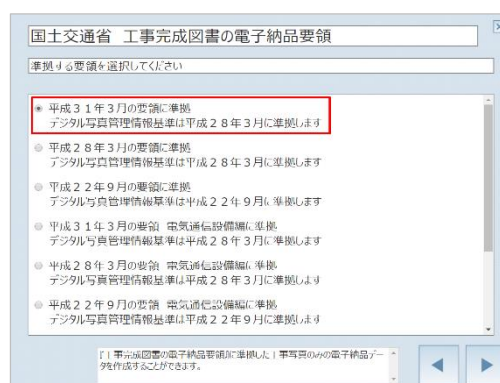 国土交通省 工事完成図書の電子納品要領
準拠する要領を選択してください
平成31年3月の要領に準拠
デジタル写真管理情報基準は平成28年3月に準拠します
平成28年3月の要領に準拠
デジタル写真管理情報基準は平成28年3月に準拠します
平成22年9月の要領に準拠
デジタル写真管理情報基準は平成22年9月に準拠します
平成31年3月の要領 電気通信設備編に準拠
デジタル写真管理情報基準は平成28年3月に準拠します
平成28年3月の要領 電気通信設備編に準拠
デジタル写真管理情報基準は平成28年3月に準拠します
平成22年9月の要領 電気通信設備編に準拠
デジタル写真管理情報基準は平成22年9月に準拠します
『工事完成図書の電子納品要領』に準拠した工事写真のみの電子納品デー
タを作成することができます。